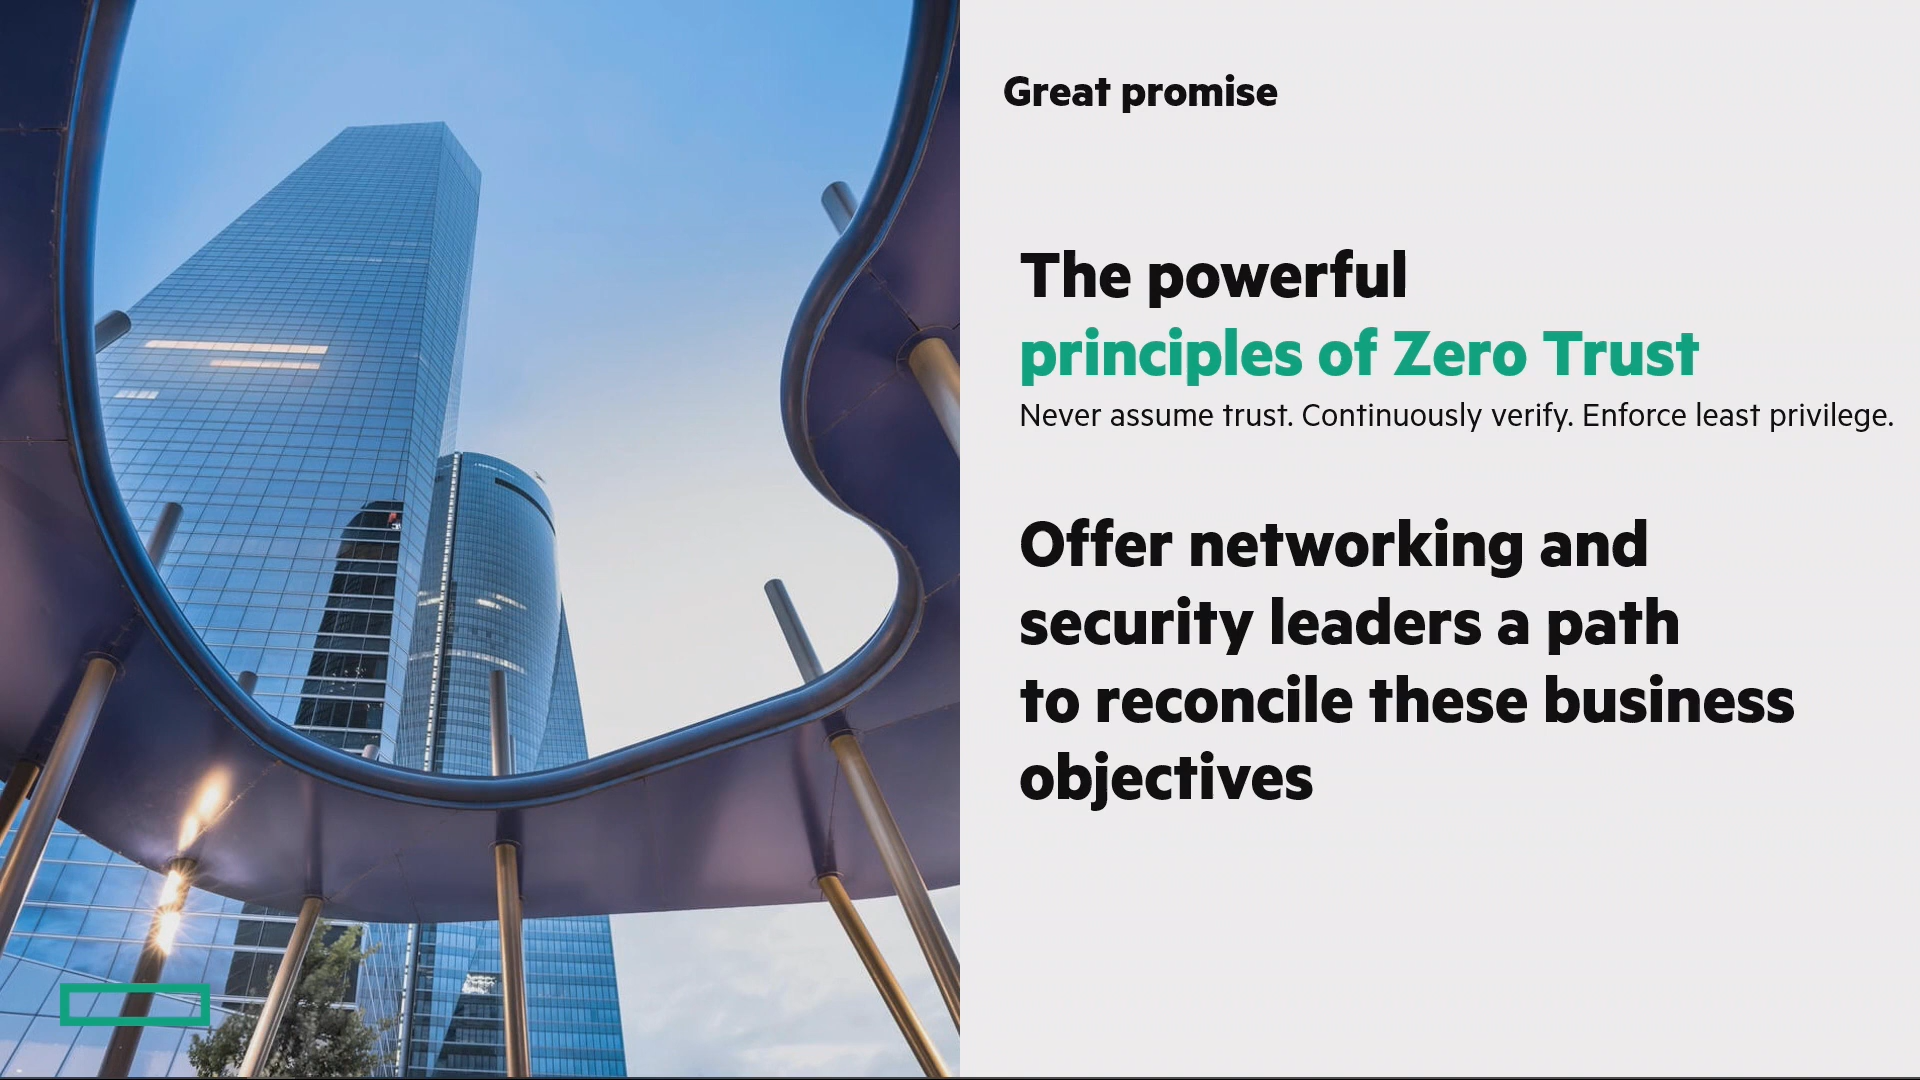 Great promise
The powerful
principles of Zero Trust
Never assume trust. Continuously verify. Enforce least privilege.
Offer networking and
security leaders a path
to reconcile these business
objectives